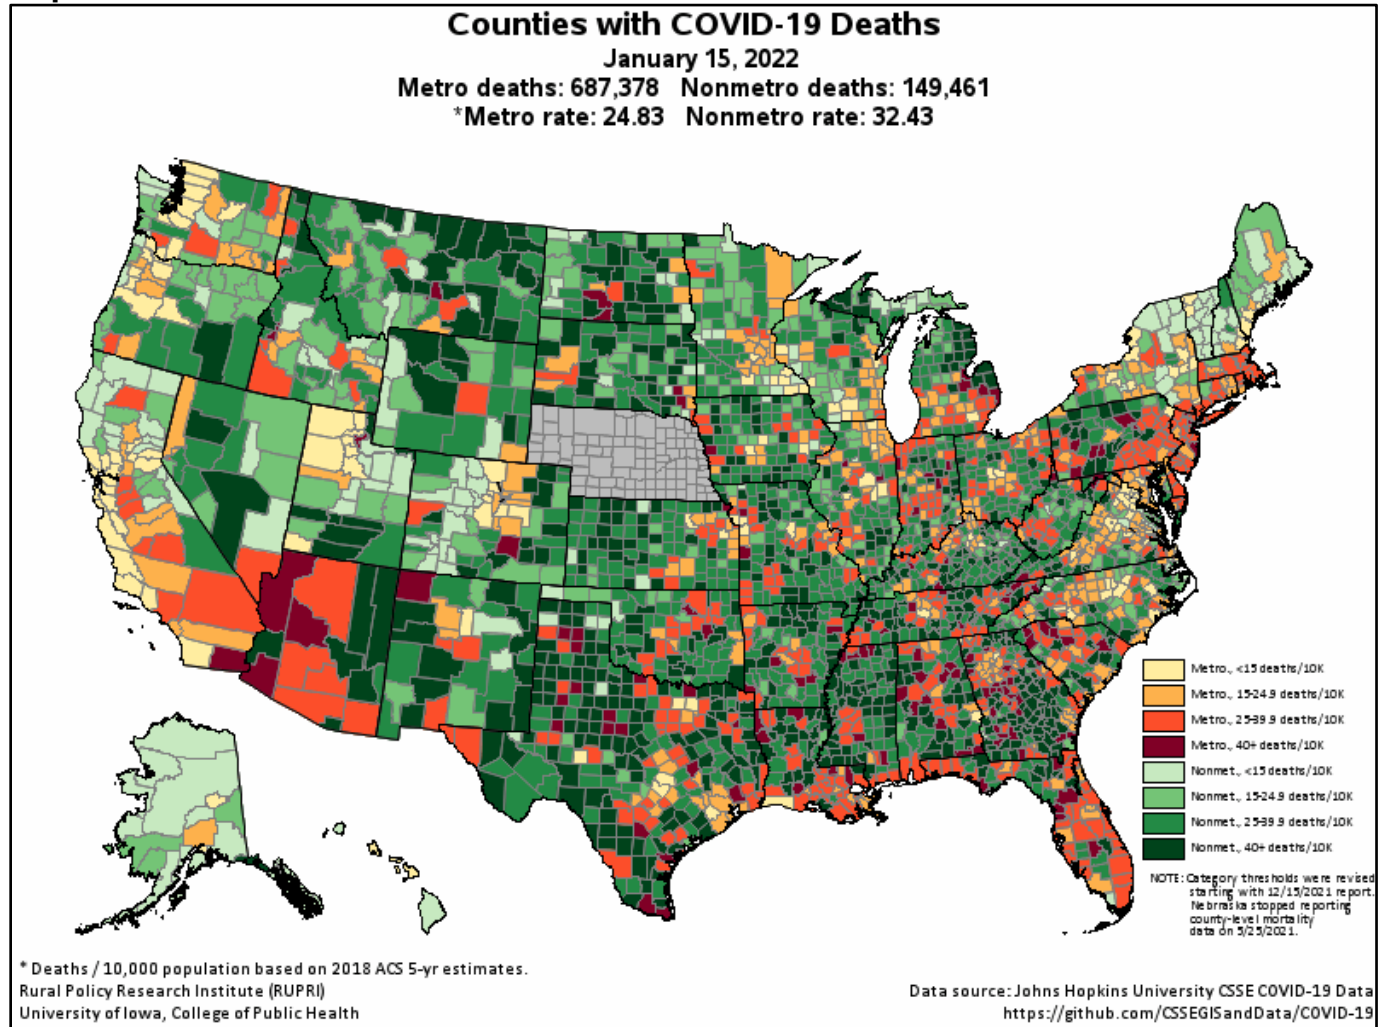 Counties with COVID-19 Deaths
January 15, 2022
Metro deaths: 687,378 Nonmetro deaths: 149,461
*Metro rate: 24.83 Nonmetro rate: 32.43
Metro., <15 deaths/10K
Metro., 15-24.9 deaths/10K
Metro., 25-39.9 deaths/10K
Metro., 40+ deaths/10K
Nonmet., <15 deaths/10K
Nonmet., 15-24.9 deaths/10K
Nonmet., 25-39.9 deaths/10K
Nonmet., 40+ deaths/10K
NOTE: Category thresholds were revised
starting with 12/15/2021 report.
Nebraska stopped reporting
county-level mortality
data on 5/25/2021.
* Deaths / 10,000 population based on 2018 ACS 5-yr estimates.
Rural Policy Research Institute (RUPRI)
University of Iowa, College of Public Health
Data source: Johns Hopkins University CSSE COVID-19 Data
https://github.com/CSSEGISandData/COVID-19